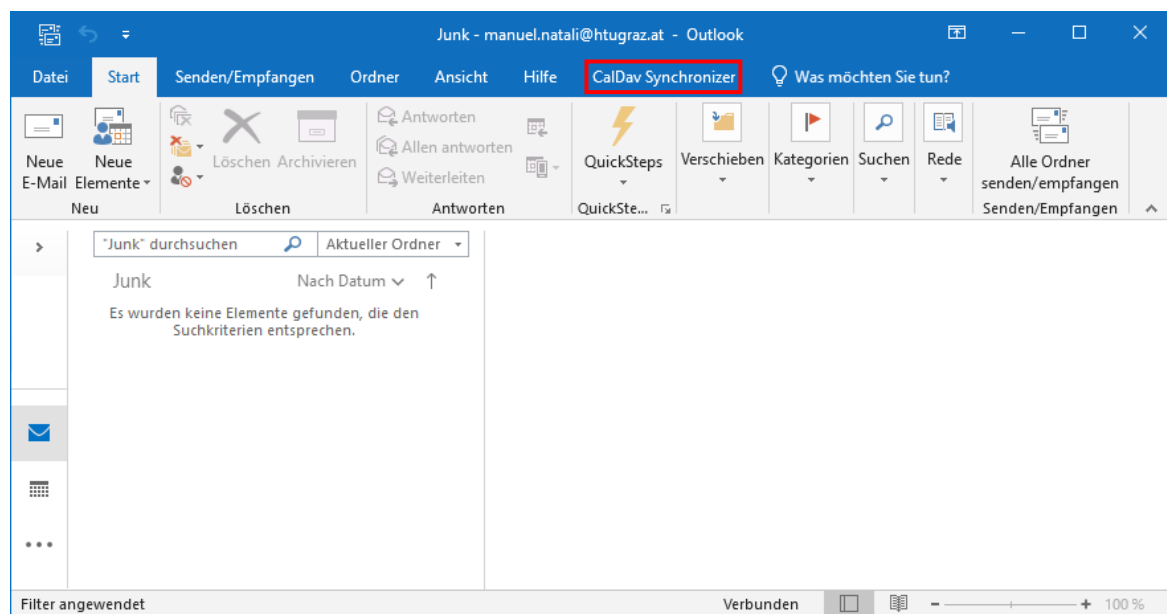 Junk - manuel.natali@htugraz.at - Outlook
Datei Start Senden/Empfangen Ordner Ansicht Hilfe CalDav Synchronizer Was möchten Sie tun?
Neue E-Mail
Neue Elemente
Löschen
Archivieren
Antworten
Allen antworten
Weiterleiten
QuickSteps
Verschieben
Kategorien
Suchen
Rede
Alle Ordner
senden/empfangen
Neu Löschen Antworten QuickSte... Senden/Empfangen
"Junk" durchsuchen Aktueller Ordner
Junk Nach Datum
Es wurden keine Elemente gefunden, die den
Suchkriterien entsprechen.
Filter angewendet Verbunden 100 %